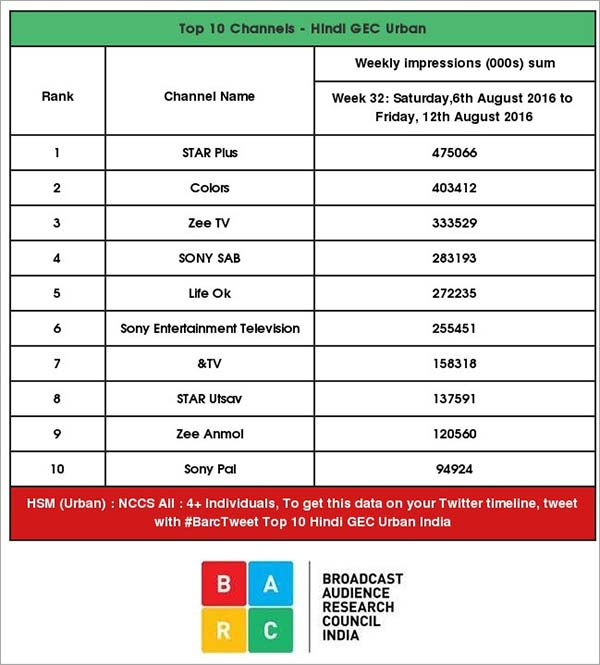 Top 10 Channels - Hindi GEC Urban
Rank
Channel Name
Weekly impressions (000s) sum
Week 32: Saturday,6th August 2016 to
Friday, 12th August 2016
1 STAR Plus 475066
2 Colors 403412
3 Zee TV 333529
4 SONY SAB 283193
5 Life Ok 272235
6 Sony Entertainment Television 255451
7 &TV 158318
8 STAR Utsav 137591
9 Zee Anmol 120560
10 Sony Pal 94924
HSM (Urban) : NCCS All : 4+ Individuals, To get this data on your Twitter timeline, tweet
with #BarcTweet Top 10 Hindi GEC Urban India
B A
R C
BROADCAST
AUDIENCE
RESEARCH
COUNCIL
INDIA